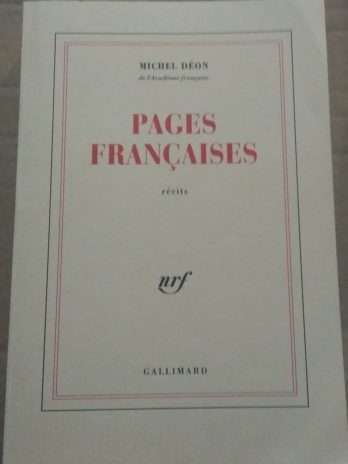 MICHEL DÉON
de l'Académie française
PAGES
FRANÇAISES
récits
nrf
GALLIMARD